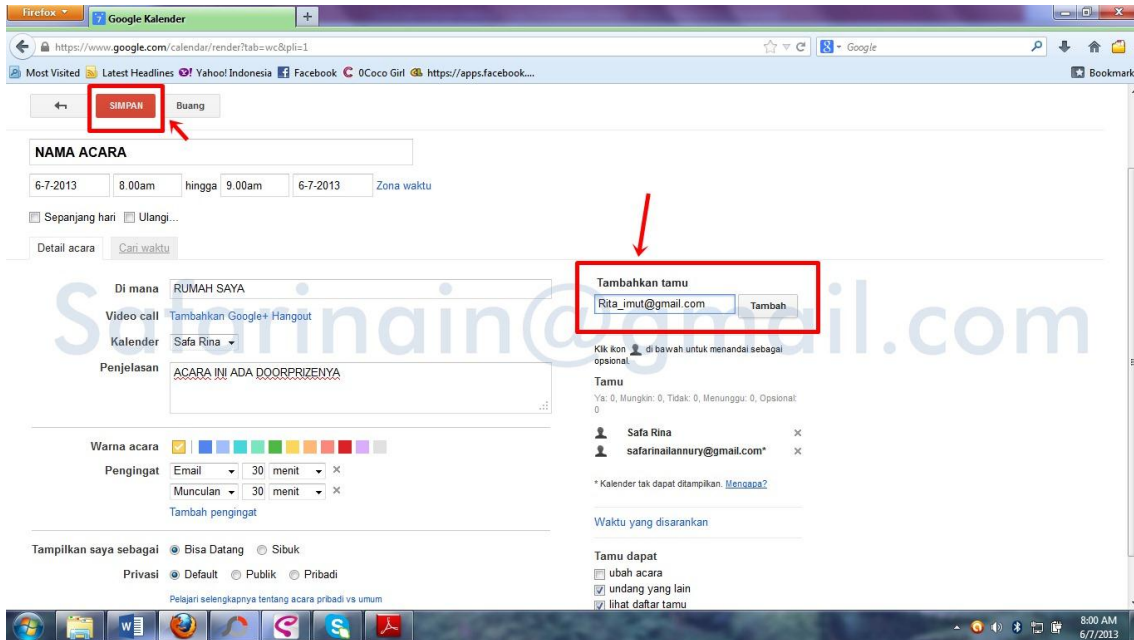 Firefox
7 Google Kalender
https://www.google.com/calendar/render?tab=wc&pli=1
8 - Google
Most Visited Latest Headlines Yahoo! Indonesia Facebook C 0Coco Girl https://apps.facebook....
Bookmark
SIMPAN Buang
NAMA ACARA
6-7-2013 8.00am hingga 9.00am 6-7-2013 Zona waktu
Sepanjang hari Ulangi...
Detail acara Cari waktu
Di mana RUMAH SAYA
Video call Tambahkan Google+ Hangout
Kalender Safa Rina
Penjelasan ACARA INI ADA DOORPRIZENYA
Warna acara
Pengingat Email 30 menit
Munculan 30 menit
Tambah pengingat
Tampilkan saya sebagai Bisa Datang Sibuk
Privasi Default Publik Pribadi
Pelajari selengkapnya tentang acara pribadi vs umum
Tambahkan tamu
Rita_imut@gmail.com Tambah
Klik ikon di bawah untuk menandai sebagai
opsional.
Tamu
Ya: 0, Mungkin: 0, Tidak: 0, Menunggu: 0, Opsional:
0
Safa Rina
safarinailannury@gmail.com*
* Kalender tak dapat ditampilkan. Mengapa?
Waktu yang disarankan
Tamu dapat
ubah acara
undang yang lain
lihat daftar tamu
Safarinain@gmail.com
8:00 AM
6/7/2013